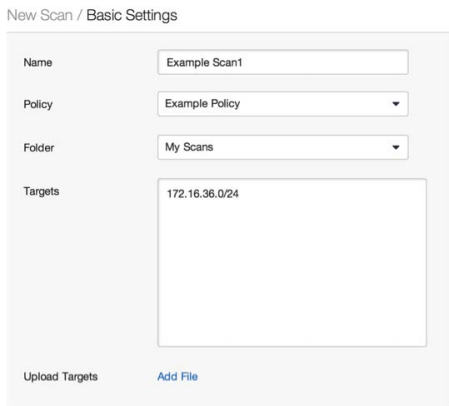 New Scan / Basic Settings
Name Example Scan1
Policy Example Policy
Folder My Scans
Targets 172.16.36.0/24
Upload Targets Add File